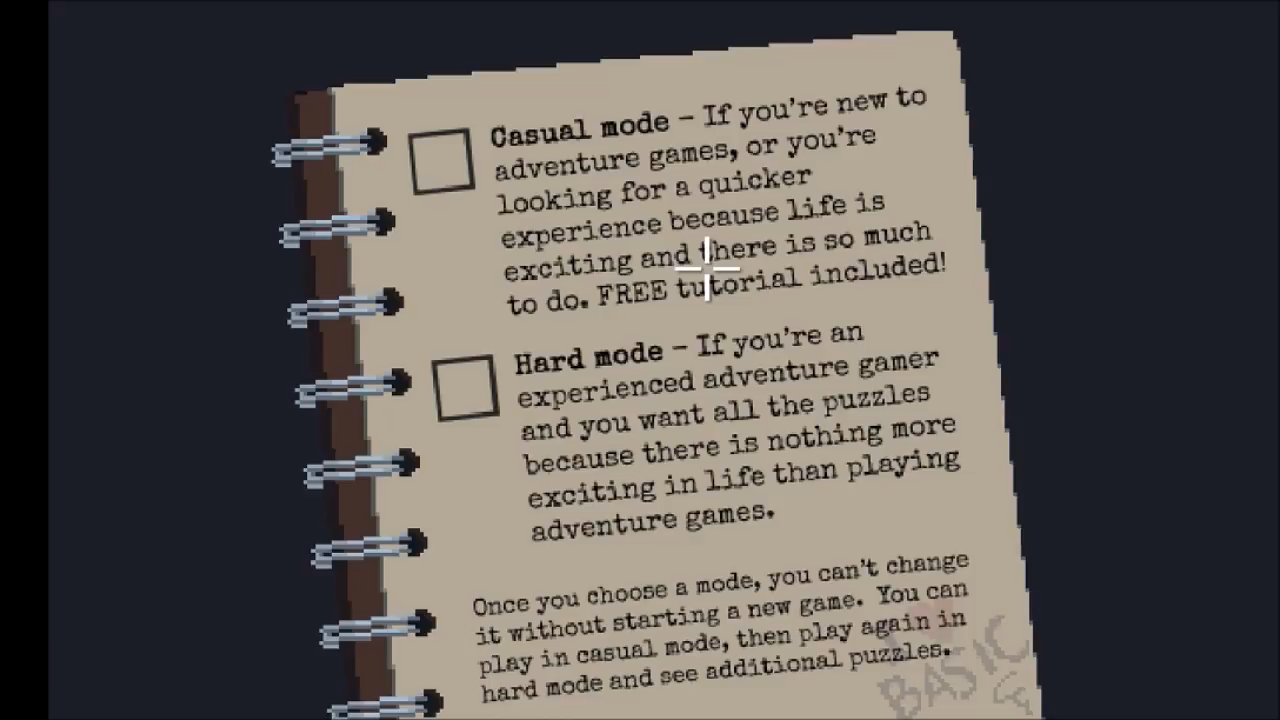 Casual mode – If you're new to
adventure games, or you're
looking for a quicker
experience because life is
exciting and there is so much
to do. FREE tutorial included!
Hard mode – If you're an
experienced adventure gamer
and you want all the puzzles
because there is nothing more
exciting in life than playing
adventure games.
Once you choose a mode, you can't change
it without starting a new game. You can
play in casual mode, then play again in
hard mode and see additional puzzles.
I
BASIC